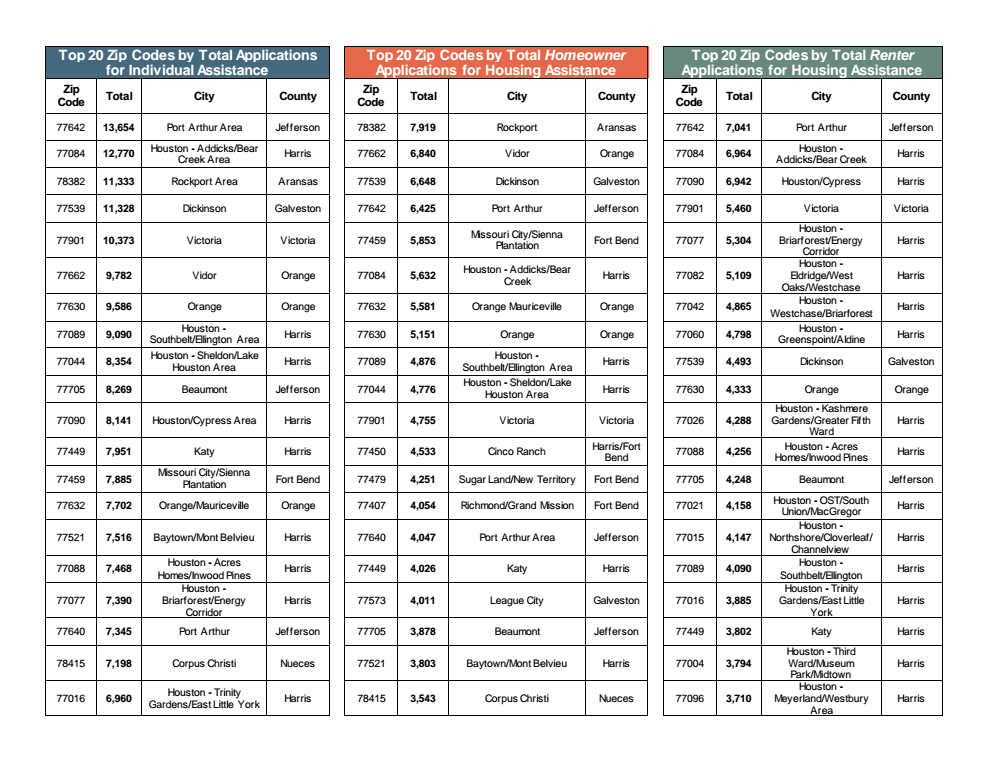 Top 20 Zip Codes by Total Applications
for Individual Assistance
Zip
Code
Total
City
County
77642 13,654 Port Arthur Area Jefferson
77084 12,770 Houston - Addicks/Bear
Creek Area Harris
78382 11,333 Rockport Area Aransas
77539 11,328 Dickinson Galveston
77901 10,373 Victoria Victoria
77662 9,782 Vidor Orange
77630 9,586 Orange Orange
77089 9,090 Houston -
Southbelt/Ellington Area Harris
77044 8,354 Houston - Sheldon/Lake
Houston Area Harris
77705 8,269 Beaumont Jefferson
77090 8,141 Houston/Cypress Area Harris
77449 7,951 Katy Harris
77459 7,885 Missouri City/Sienna
Plantation Fort Bend
77632 7,702 Orange/Mauriceville Orange
77521 7,516 Baytown/Mont Belvieu Harris
77088 7,468 Houston - Acres
Homes/Inwood Pines Harris
77077 7,390 Houston -
Briarforest/Energy
Corridor Harris
77640 7,345 Port Arthur Jefferson
78415 7,198 Corpus Christi Nueces
77016 6,960 Houston - Trinity
Gardens/East Little York Harris
Top 20 Zip Codes by Total Homeowner
Applications for Housing Assistance
Zip
Code
Total
City
County
78382 7,919 Rockport Aransas
77662 6,840 Vidor Orange
77539 6,648 Dickinson Galveston
77642 6,425 Port Arthur Jefferson
77459 5,853 Missouri City/Sienna
Plantation Fort Bend
77084 5,632 Houston - Addicks/Bear
Creek Harris
77632 5,581 Orange Mauriceville Orange
77630 5,151 Orange Orange
77089 4,876 Houston -
Southbelt/Ellington Area Harris
77044 4,776 Houston - Sheldon/Lake
Houston Area Harris
77901 4,755 Victoria Victoria
77450 4,533 Cinco Ranch Harris/Fort
Bend
77479 4,251 Sugar Land/New Territory Fort Bend
77407 4,054 Richmond/Grand Mission Fort Bend
77640 4,047 Port Arthur Area Jefferson
77449 4,026 Katy Harris
77573 4,011 League City Galveston
77705 3,878 Beaumont Jefferson
77521 3,803 Baytown/Mont Belvieu Harris
78415 3,543 Corpus Christi Nueces
Top 20 Zip Codes by Total Renter
Applications for Housing Assistance
Zip
Code
Total
City
County
77642 7,041 Port Arthur Jefferson
77084 6,964 Houston -
Addicks/Bear Creek Harris
77090 6,942 Houston/Cypress Harris
77901 5,460 Victoria Victoria
77077 5,304 Houston -
Briarforest/Energy
Corridor Harris
77082 5,109 Houston -
Eldridge/West
Oaks/Westchase Harris
77042 4,865 Houston -
Westchase/Briarforest Harris
77060 4,798 Houston -
Greenspoint/Aldine Harris
77539 4,493 Dickinson Galveston
77630 4,333 Orange Orange
77026 4,288 Houston - Kashmere
Gardens/Greater Fifth
Ward Harris
77088 4,256 Houston - Acres
Homes/Inwood Pines Harris
77705 4,248 Beaumont Jefferson
77021 4,158 Houston - OST/South
Union/MacGregor Harris
77015 4,147 Houston -
Northshore/Cloverleaf/
Channelview Harris
77089 4,090 Houston -
Southbelt/Ellington Harris
77016 3,885 Houston - Trinity
Gardens/East Little
York Harris
77449 3,802 Katy Harris
77004 3,794 Houston - Third
Ward/Museum
Park/Midtown Harris
77096 3,710 Houston -
Meyerland/Westbury
Area Harris